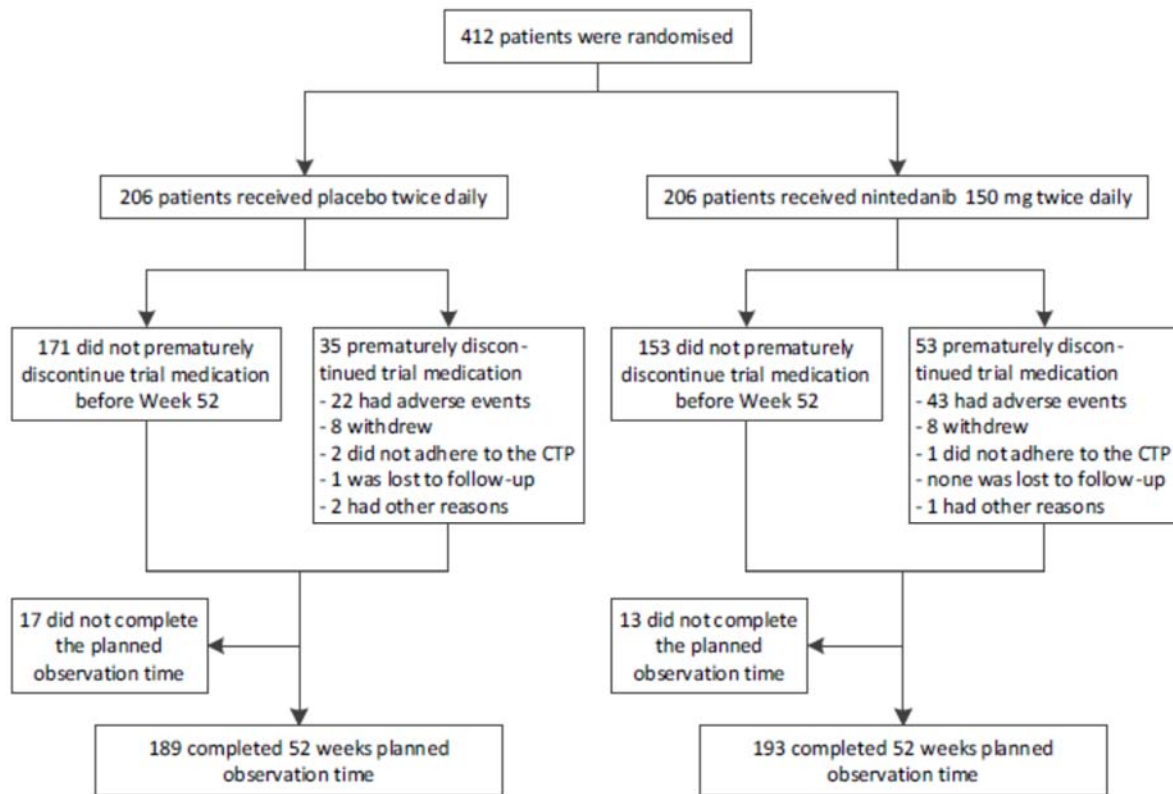 412 patients were randomised
206 patients received placebo twice daily
206 patients received nintedanib 150 mg twice daily
171 did not prematurely
discontinue trial medication
before Week 52
35 prematurely discon-
tinued trial medication
- 22 had adverse events
- 8 withdrew
- 2 did not adhere to the CTP
- 1 was lost to follow-up
- 2 had other reasons
153 did not prematurely
discontinue trial medication
before Week 52
53 prematurely discon-
tinued trial medication
- 43 had adverse events
- 8 withdrew
- 1 did not adhere to the CTP
- none was lost to follow-up
- 1 had other reasons
17 did not complete
the planned
observation time
13 did not complete
the planned
observation time
189 completed 52 weeks planned
observation time
193 completed 52 weeks planned
observation time